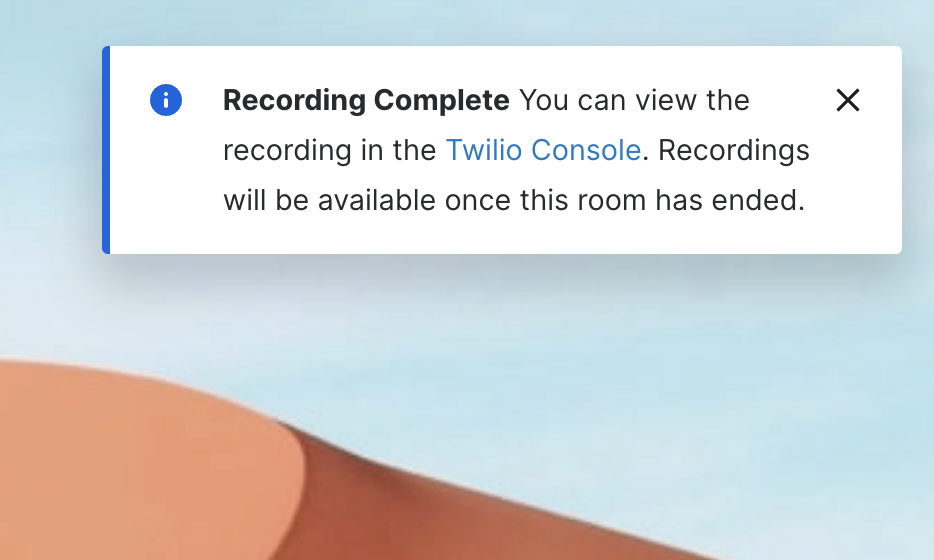 Recording Complete You can view the
recording in the Twilio Console. Recordings
will be available once this room has ended.